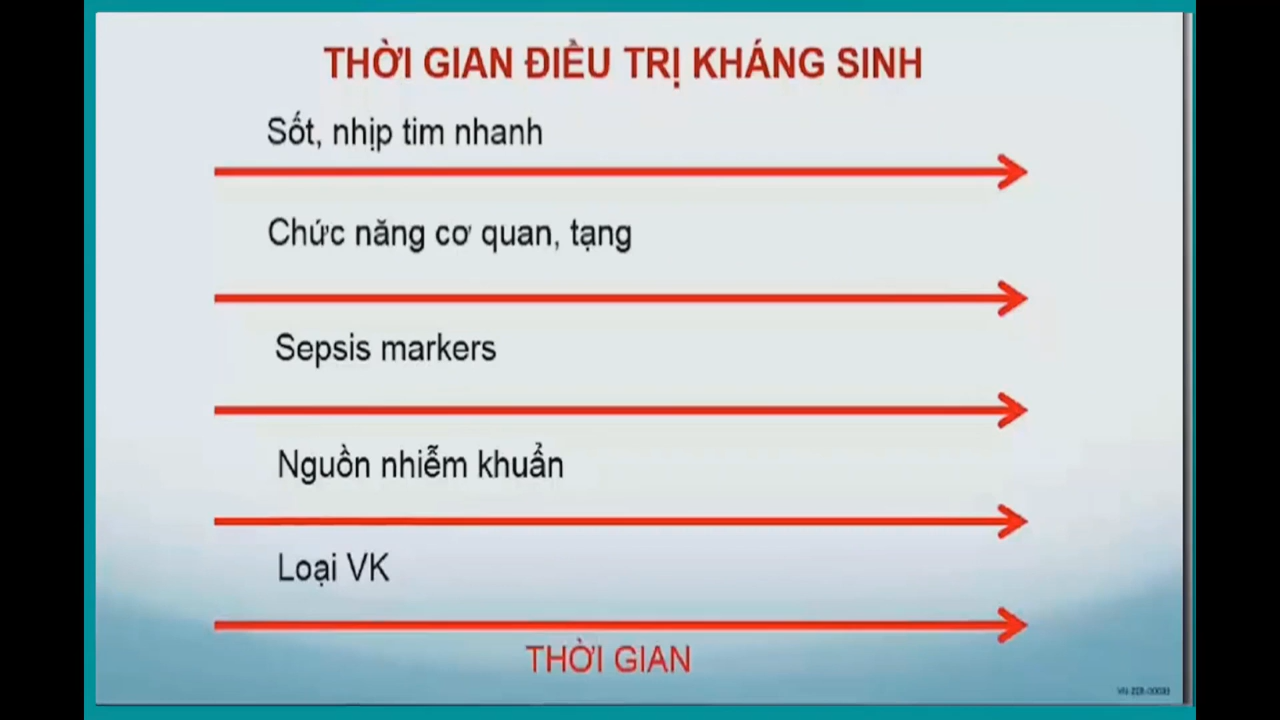 THỜI GIAN ĐIỀU TRỊ KHÁNG SINH
Sốt, nhịp tim nhanh
Chức năng cơ quan, tạng
Sepsis markers
Nguồn nhiễm khuẩn
Loại VK
THỜI GIAN